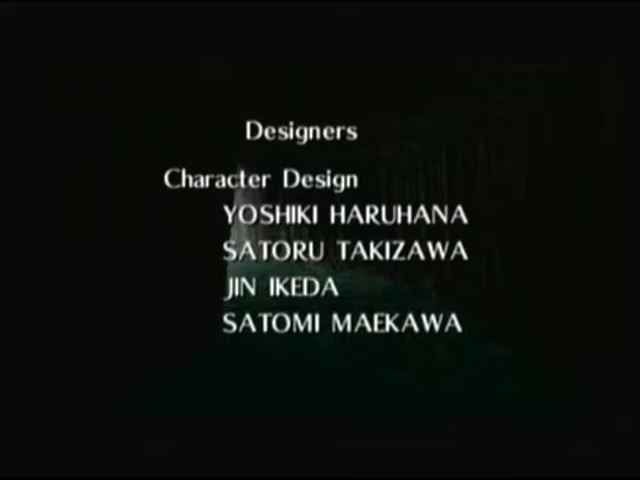 Designers
Character Design
YOSHIKI HARUHANA
SATORU TAKIZAWA
JIN IKEDA
SATOMI MAEKAWA